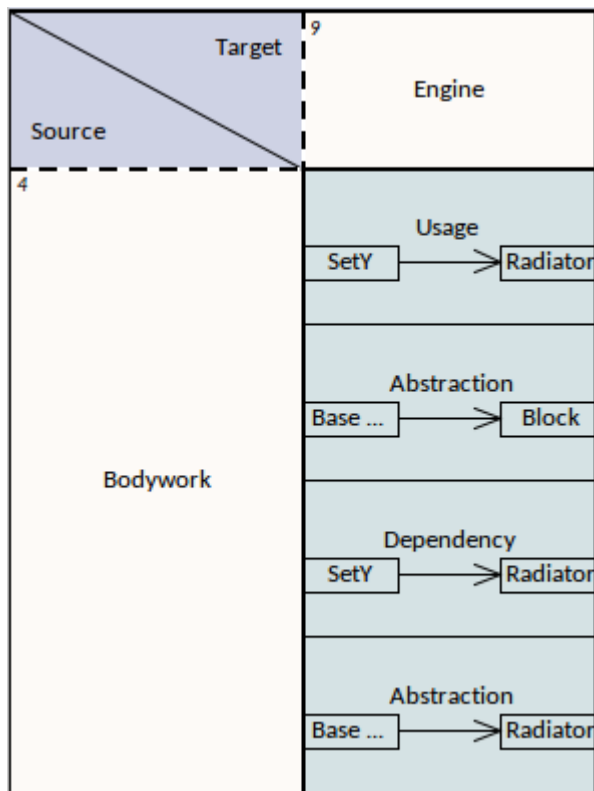 Target
9
Engine
Source
4
Usage
SetY Radiator
Abstraction
Base ... Block
Bodywork
Dependency
SetY Radiator
Abstraction
Base ... Radiator